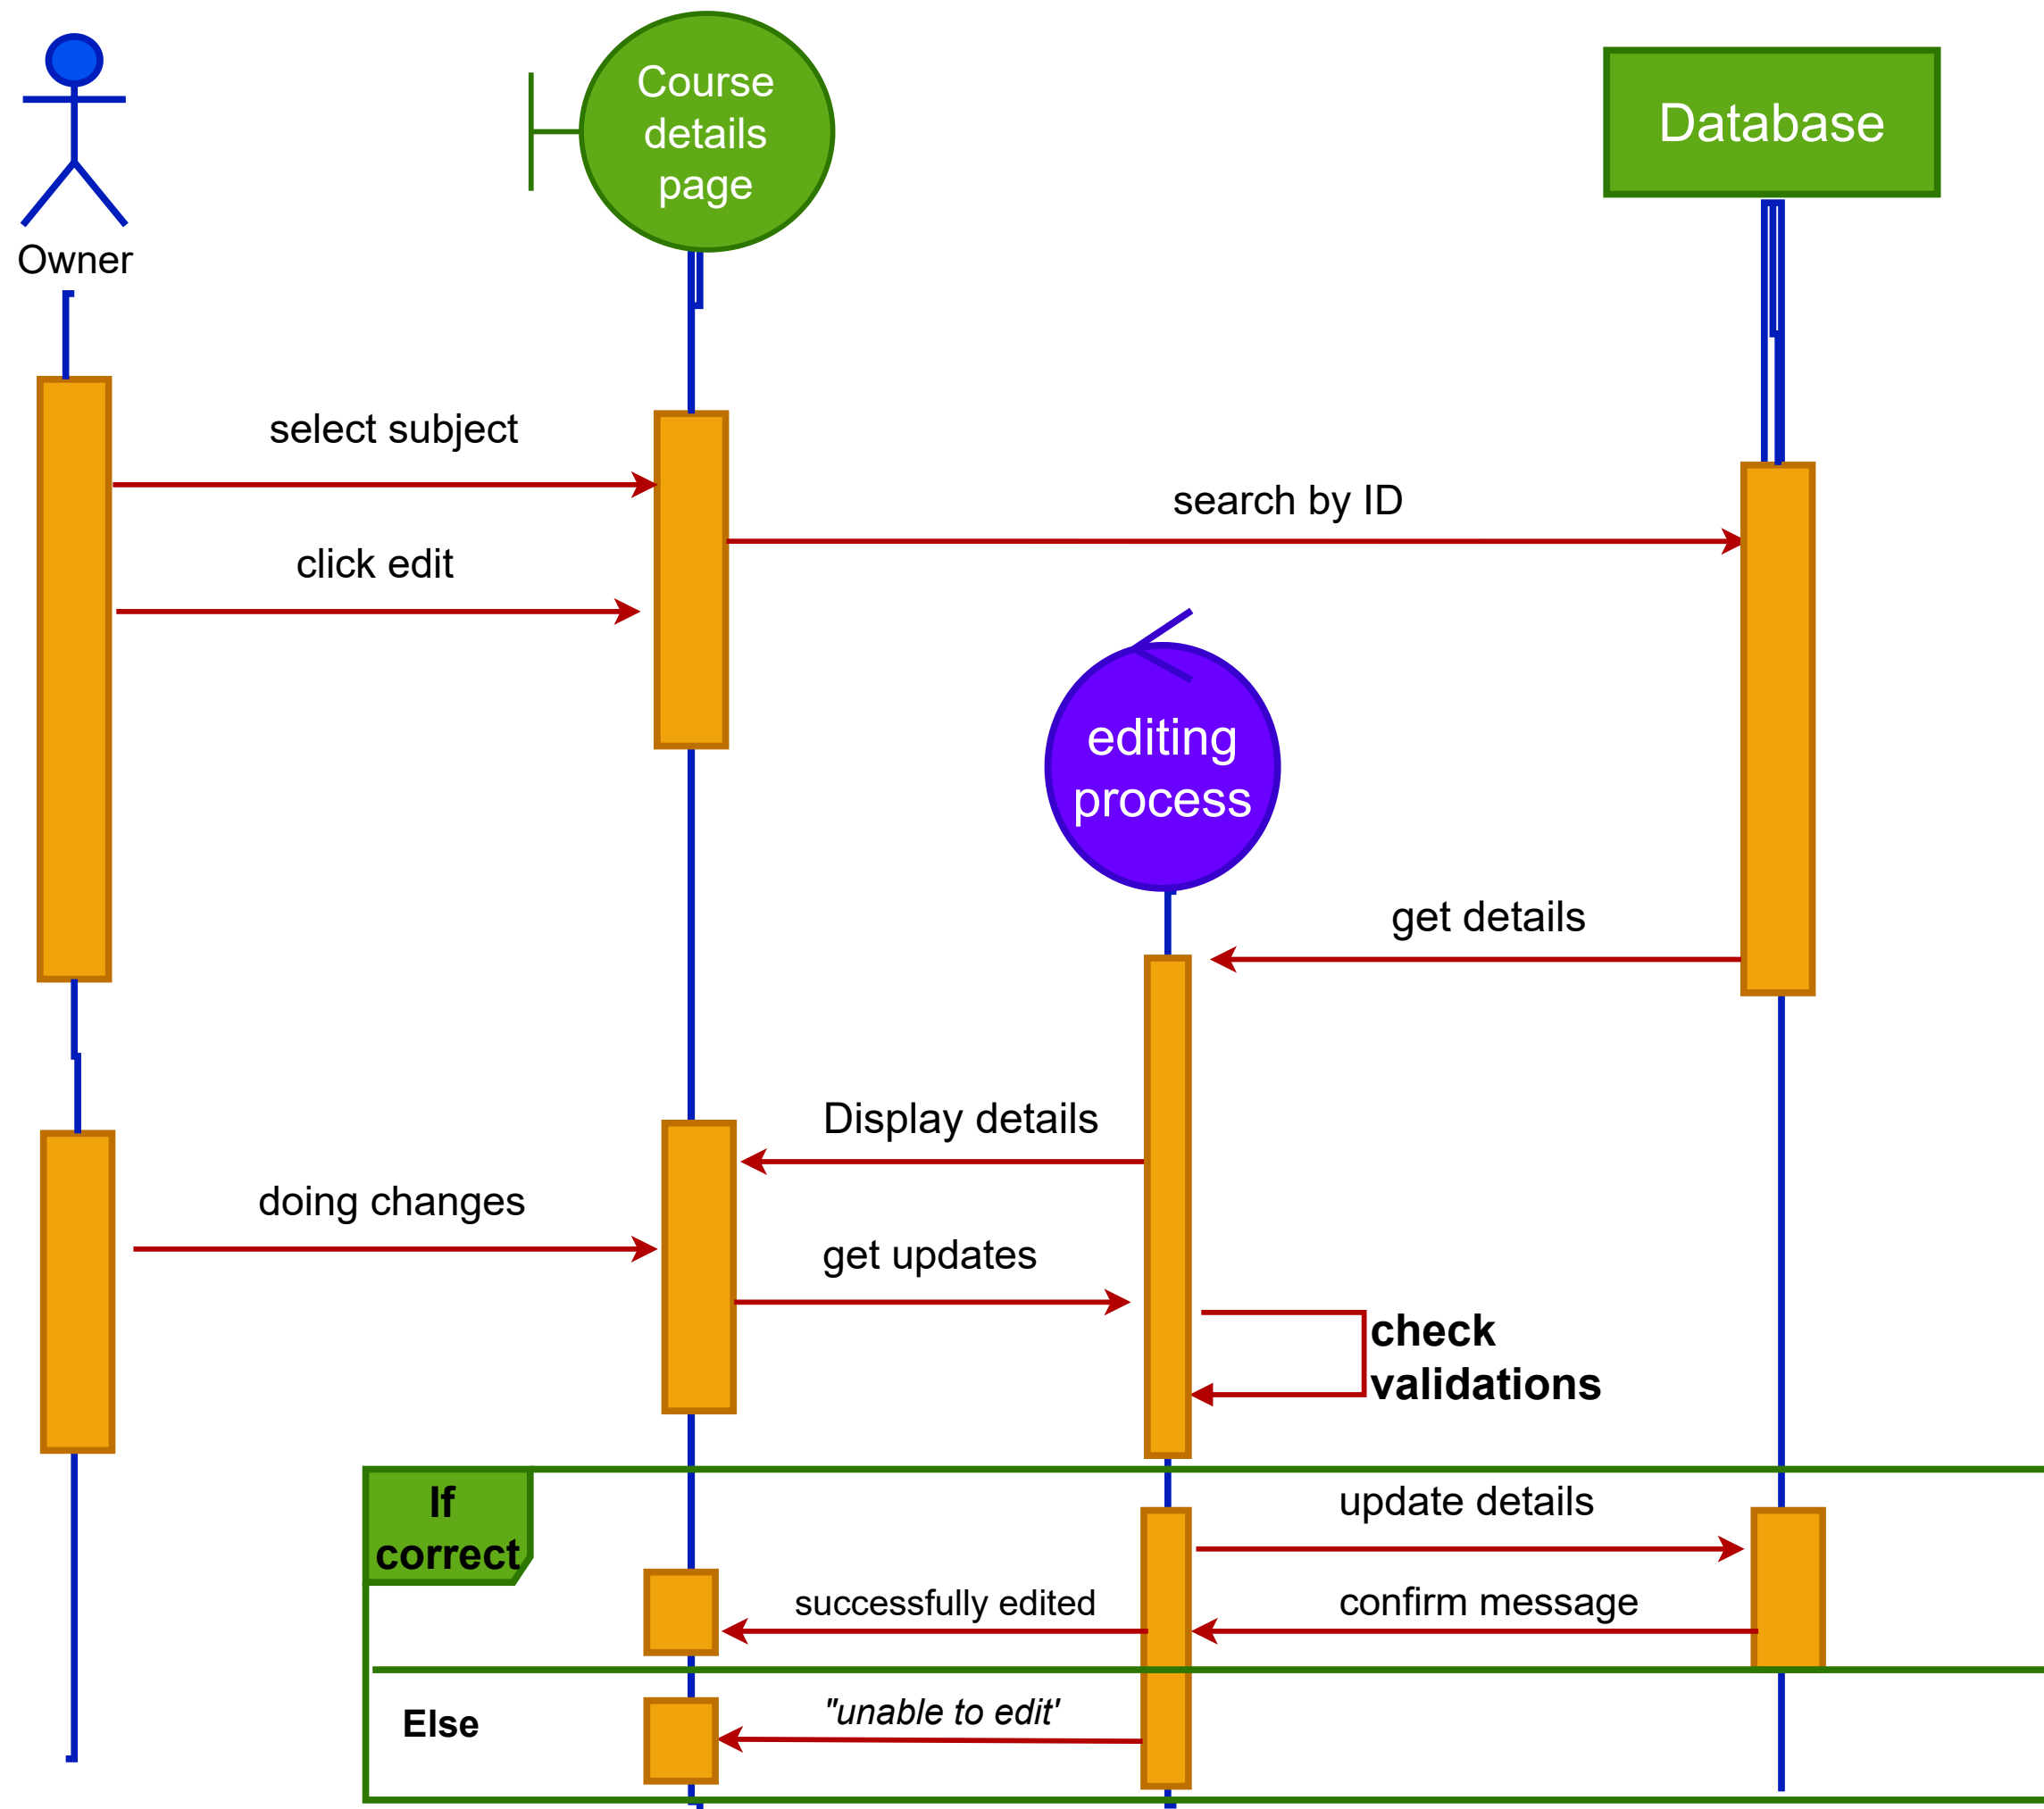 Course
details
page
Database
Owner
select subject
search by ID
click edit
editing
process
get details
Display details
doing changes
get updates
check
validations
If
correct
update details
successfully edited
confirm message
Else
"unable to edit'